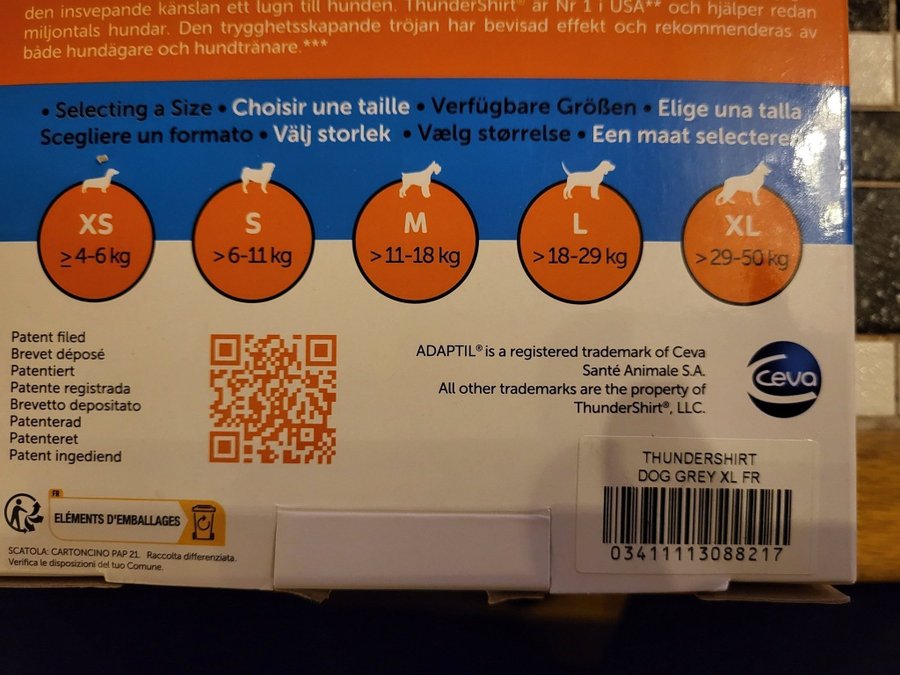 den insvepande känslan ett lugn till hunden. ThunderShirt® är Nr 1 i USA** och hjälper redan
miljontals hundar. Den trygghetsskapande tröjan har bevisad effekt och rekommenderas av
både hundägare och hundtränare.***
• Selecting a Size • Choisir une taille • Verfügbare Größen • Elige una talla
Scegliere un formato • Välj storlek • Vælg størrelse • Een maat selecteren
XS
≥ 4-6 kg
S
>6-11 kg
M
>11-18 kg
L
>18-29 kg
XL
>29-50 kg
Patent filed
Brevet déposé
Patentiert
Patente registrada
Brevetto depositato
Patenterad
Patenteret
Patent ingediend
ADAPTIL® is a registered trademark of Ceva
Santé Animale S.A.
All other trademarks are the property of
ThunderShirt®, LLC.
Ceva
THUNDERSHIRT
DOG GREY XL FR
03411113088217
FR
ELÉMENTS D'EMBALLAGES
SCATOLA: CARTONCINO PAP 21. Raccolta differenziata.
Verifica le disposizioni del tuo Comune.